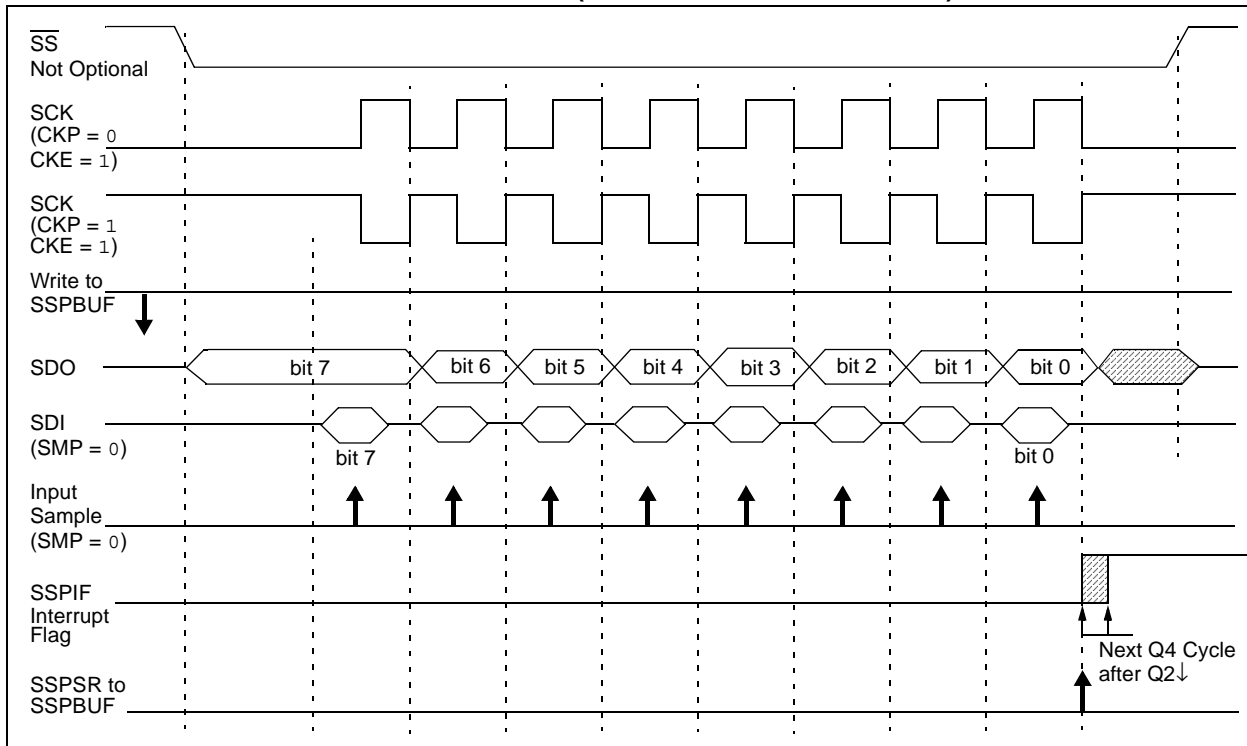 SS
Not Optional
SCK
(CKP = 0
CKE = 1)
SCK
(CKP = 1
CKE = 1)
Write to
SSPBUF
SDO
bit 7
bit 6
bit 5
bit 4
bit 3
bit 2
bit 1
bit 0
SDI
(SMP = 0)
bit 7
bit 0
Input
Sample
(SMP = 0)
SSPIF
Interrupt
Flag
Next Q4 Cycle
after Q2↓
SSPSR to
SSPBUF